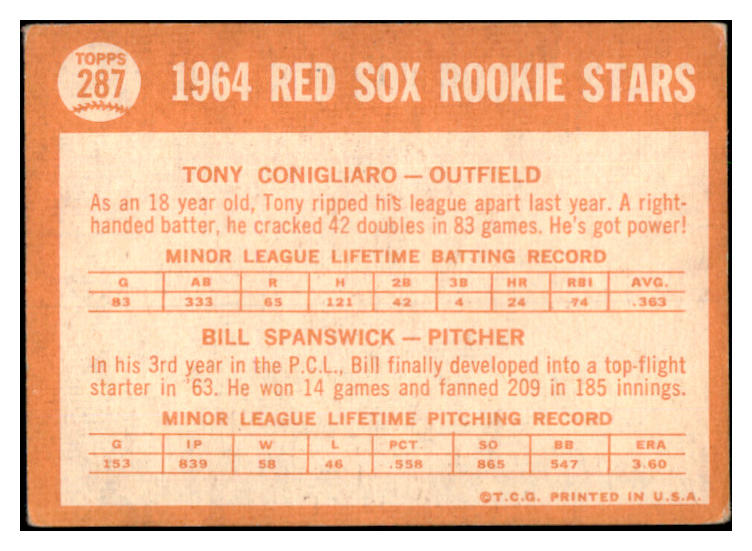 TOPPS
287
1964 RED SOX ROOKIE STARS
TONY CONIGLIARO — OUTFIELD
As an 18 year old, Tony ripped his league apart last year. A right-
handed batter, he cracked 42 doubles in 83 games. He's got power!
MINOR LEAGUE LIFETIME BATTING RECORD
G AB R H 2B 3B HR RBI AVG.
83 333 65 121 42 4 24 74 .363
BILL SPANSWICK — PITCHER
In his 3rd year in the P.C.L., Bill finally developed into a top-flight
starter in '63. He won 14 games and fanned 209 in 185 innings.
MINOR LEAGUE LIFETIME PITCHING RECORD
G IP W L PCT. SO BB ERA
153 839 58 46 .558 865 547 3.60
©T.C.G. PRINTED IN U.S.A.